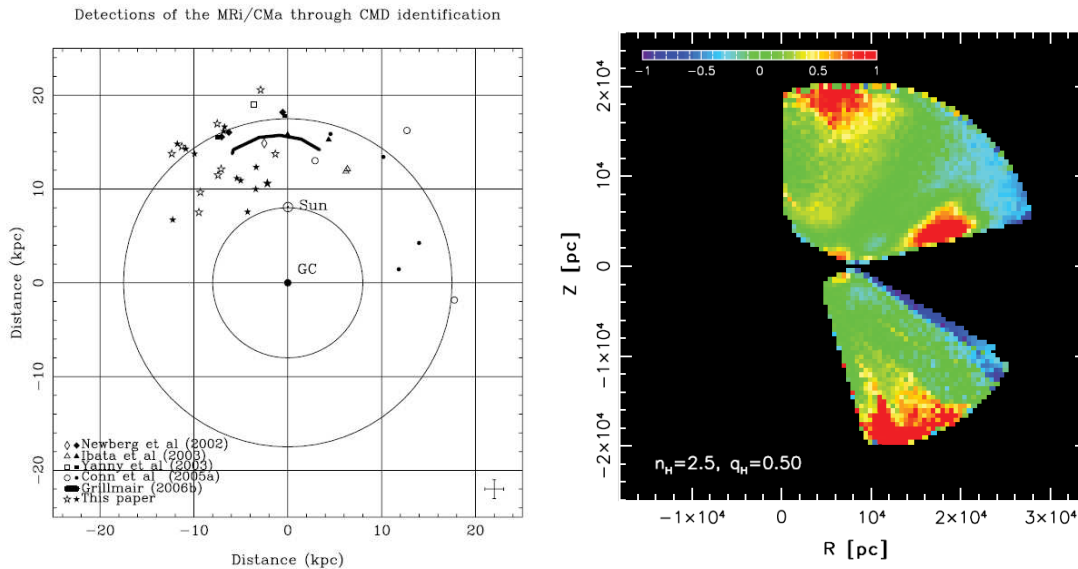 Detections of the MRi/CMa through CMD identification
20
10
0
−10
−20
Distance (kpc)
Sun
GC
Newberg et al (2002)
Ibata et al (2003)
Yanny et al (2003)
Conn et al (2005a)
Grillmair (2006b)
This paper
−20
−10
0
10
20
Distance (kpc)
−1
−0.5
0
0.5
1
2×10⁴
10⁴
0
−1×10⁴
−2×10⁴
Z [pc]
n_H=2.5, q_H=0.50
−1×10⁴
0
10⁴
2×10⁴
3×10⁴
R [pc]